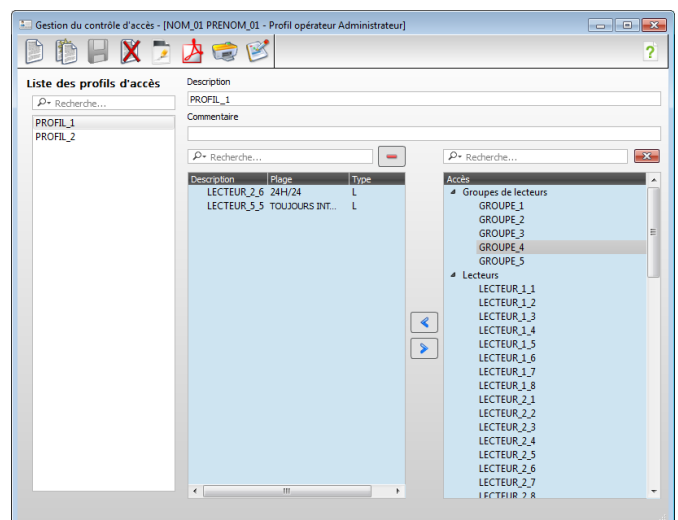 Gestion du contrôle d'accès - [NOM_01 PRENOM_01 - Profil opérateur Administrateur]
Liste des profils d'accès
Recherche...
PROFIL_1
PROFIL_2
Description
PROFIL_1
Commentaire
Recherche...
Description Plage Type
LECTEUR_2_6 24H/24 L
LECTEUR_5_5 TOUJOURS INT... L
Recherche...
Accès
Groupes de lecteurs
GROUPE_1
GROUPE_2
GROUPE_3
GROUPE_4
GROUPE_5
Lecteurs
LECTEUR_1_1
LECTEUR_1_2
LECTEUR_1_3
LECTEUR_1_4
LECTEUR_1_5
LECTEUR_1_6
LECTEUR_1_7
LECTEUR_1_8
LECTEUR_2_1
LECTEUR_2_2
LECTEUR_2_3
LECTEUR_2_4
LECTEUR_2_5
LECTEUR_2_6
LECTEUR_2_7
LECTEUR_2_8